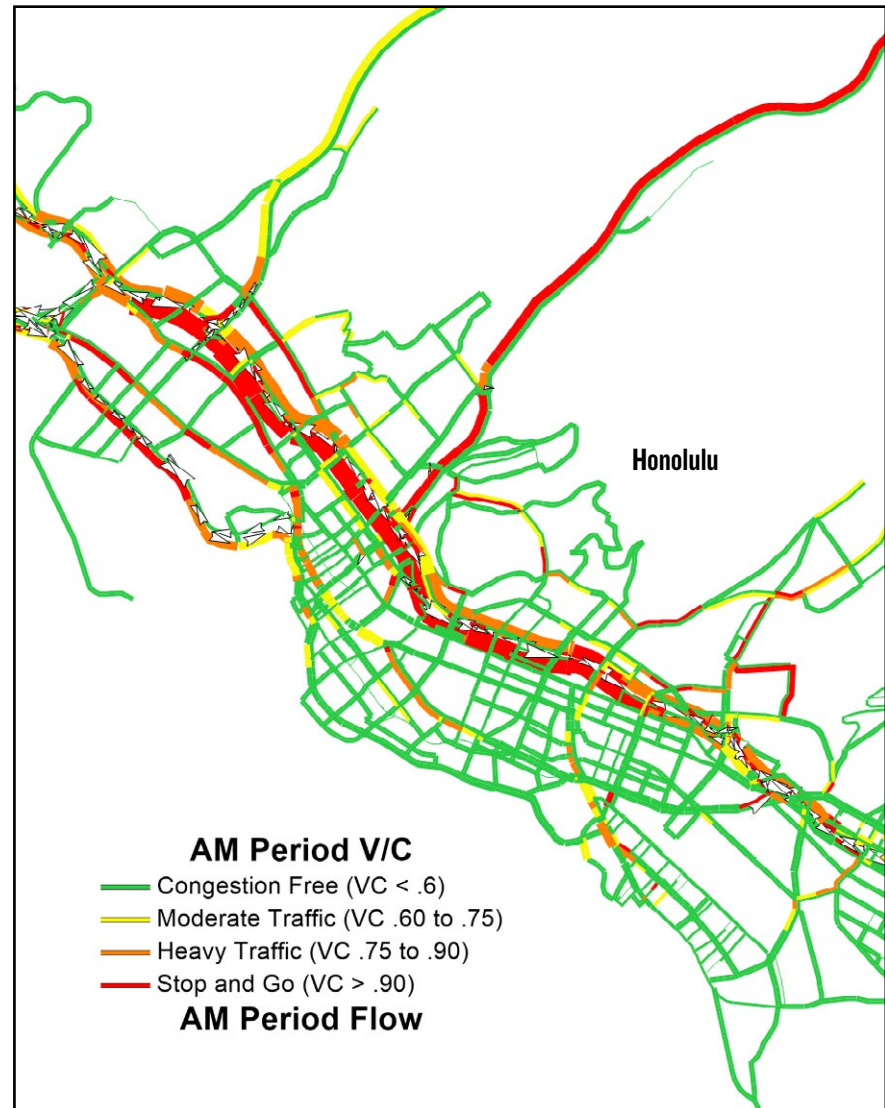 Honolulu
AM Period V/C
Congestion Free (VC < .6)
Moderate Traffic (VC .60 to .75)
Heavy Traffic (VC .75 to .90)
Stop and Go (VC > .90)
AM Period Flow